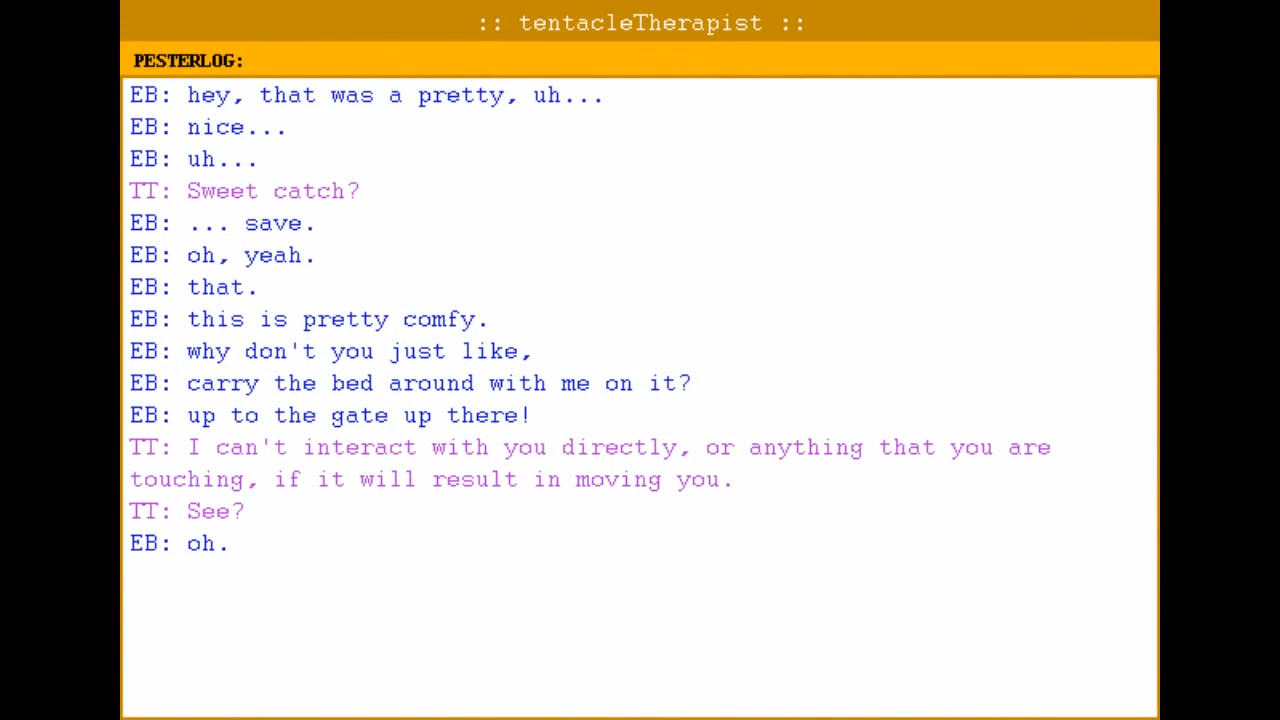 :: tentacleTherapist ::
PESTERLOG:
EB: hey, that was a pretty, uh...
EB: nice...
EB: uh...
TT: Sweet catch?
EB: ... save.
EB: oh, yeah.
EB: that.
EB: this is pretty comfy.
EB: why don't you just like,
EB: carry the bed around with me on it?
EB: up to the gate up there!
TT: I can't interact with you directly, or anything that you are
touching, if it will result in moving you.
TT: See?
EB: oh.